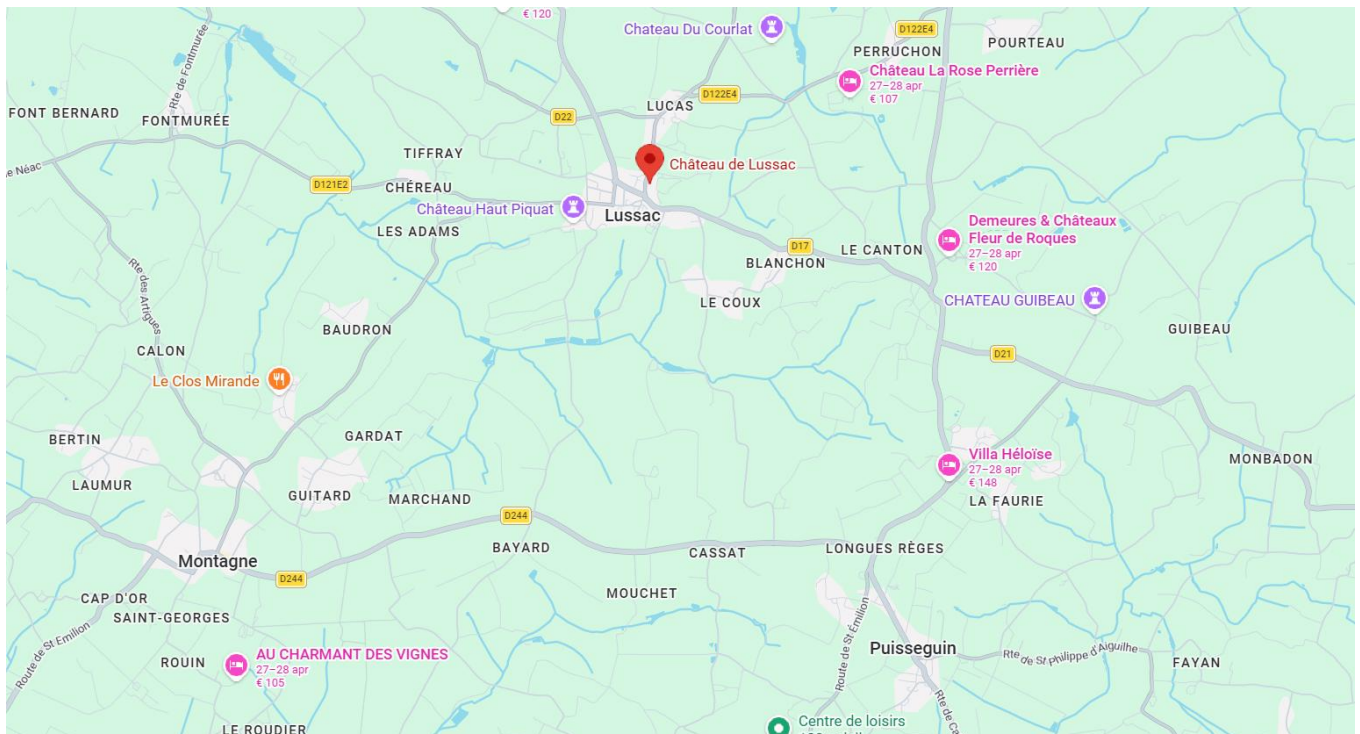 € 120
Chateau Du Courlat
D122E4
POURTEAU
PERRUCHON
Château La Rose Perrière
27–28 apr
€ 107
Rte de Fontmurée
D122E4
LUCAS
FONT BERNARD
FONTMURÉE
D22
TIFFRAY
Château de Lussac
e Néac
D121E2
CHÉREAU
Château Haut Piquat
Lussac
LES ADAMS
Demeures & Châteaux
Fleur de Roques
27–28 apr
€ 120
D17
LE CANTON
BLANCHON
Rte des Artigues
LE COUX
CHATEAU GUIBEAU
BAUDRON
GUIBEAU
CALON
D21
Le Clos Mirande
BERTIN
GARDAT
Villa Héloïse
27–28 apr
€ 148
MONBADON
LAUMUR
GUITARD
MARCHAND
LA FAURIE
D244
BAYARD
CASSAT
LONGUES RÈGES
Montagne
D244
MOUCHET
CAP D'OR
SAINT-GEORGES
Route de St Emilion
Route de St Émilion
Puisseguin
Rte de St Philippe d'Aiguilhe
FAYAN
ROUIN
AU CHARMANT DES VIGNES
27–28 apr
€ 105
Rte de Ca
LE ROUDIER
Centre de loisirs